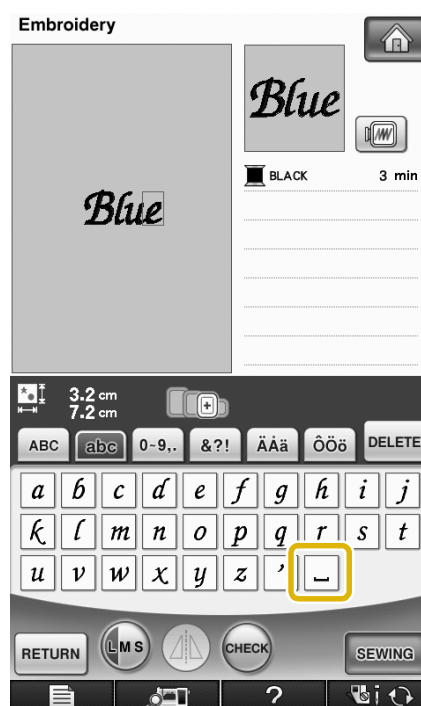 Embroidery
Blue
Blue
BLACK 3 min
3.2 cm
7.2 cm
ABC abc 0~9,. &?! ÄÅä ÔÖö DELETE
a b c d e f g h i j
k l m n o p q r s t
u v w x y z ’ ⎵
RETURN L M S CHECK SEWING
?